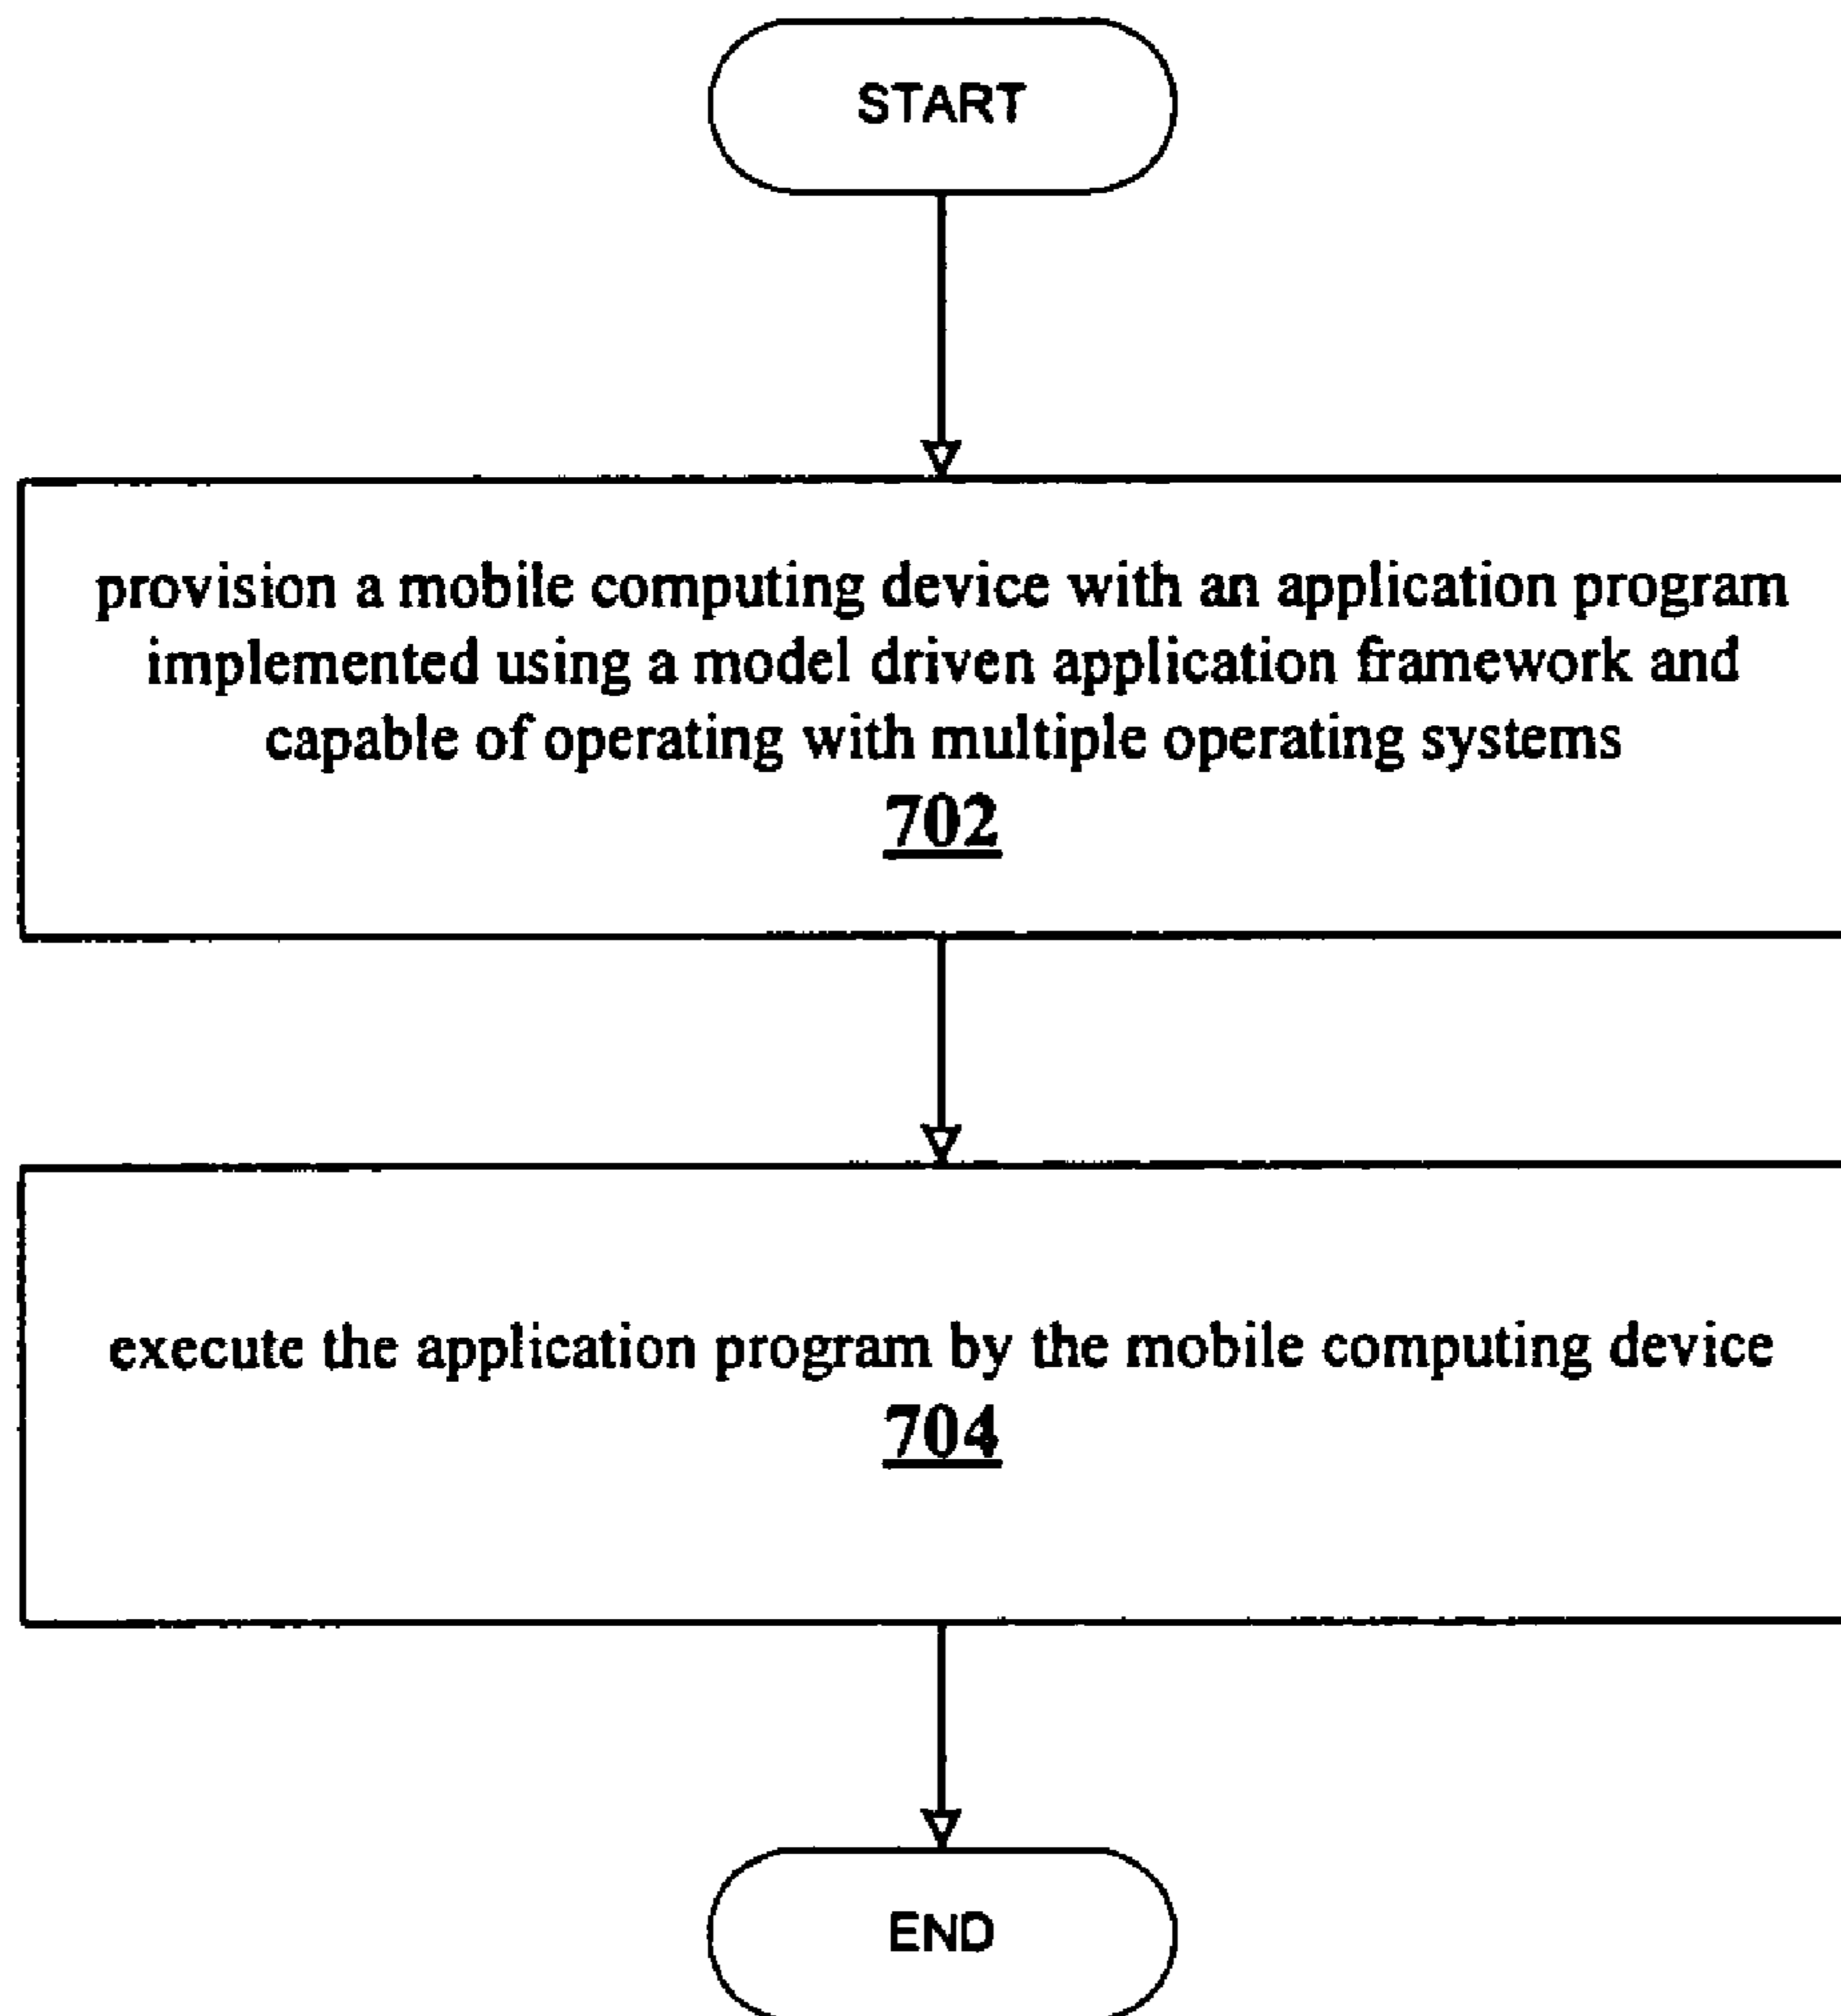 START
provision a mobile computing device with an application program
implemented using a model driven application framework and
capable of operating with multiple operating systems
702
execute the application program by the mobile computing device
704
END